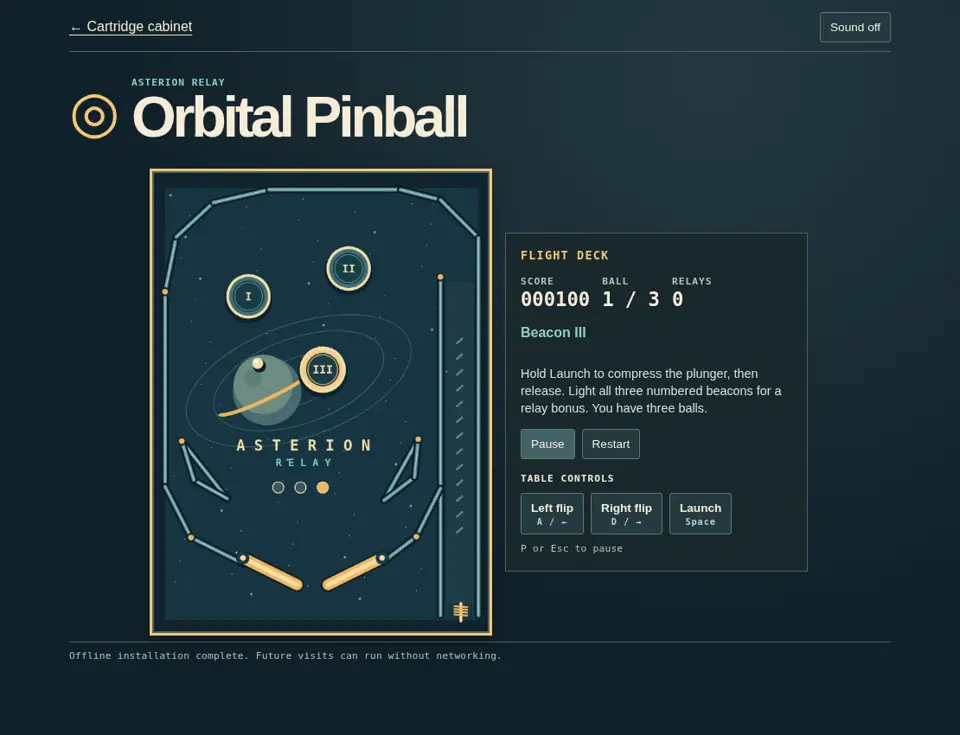 ← Cartridge cabinet
Sound off
ASTERION RELAY
Orbital Pinball
I
II
III
ASTERION
RELAY
FLIGHT DECK
SCORE BALL RELAYS
000100 1 / 3 0
Beacon III
Hold Launch to compress the plunger, then
release. Light all three numbered beacons for a
relay bonus. You have three balls.
Pause Restart
TABLE CONTROLS
Left flip Right flip Launch
A / ← D / → Space
P or Esc to pause
Offline installation complete. Future visits can run without networking.